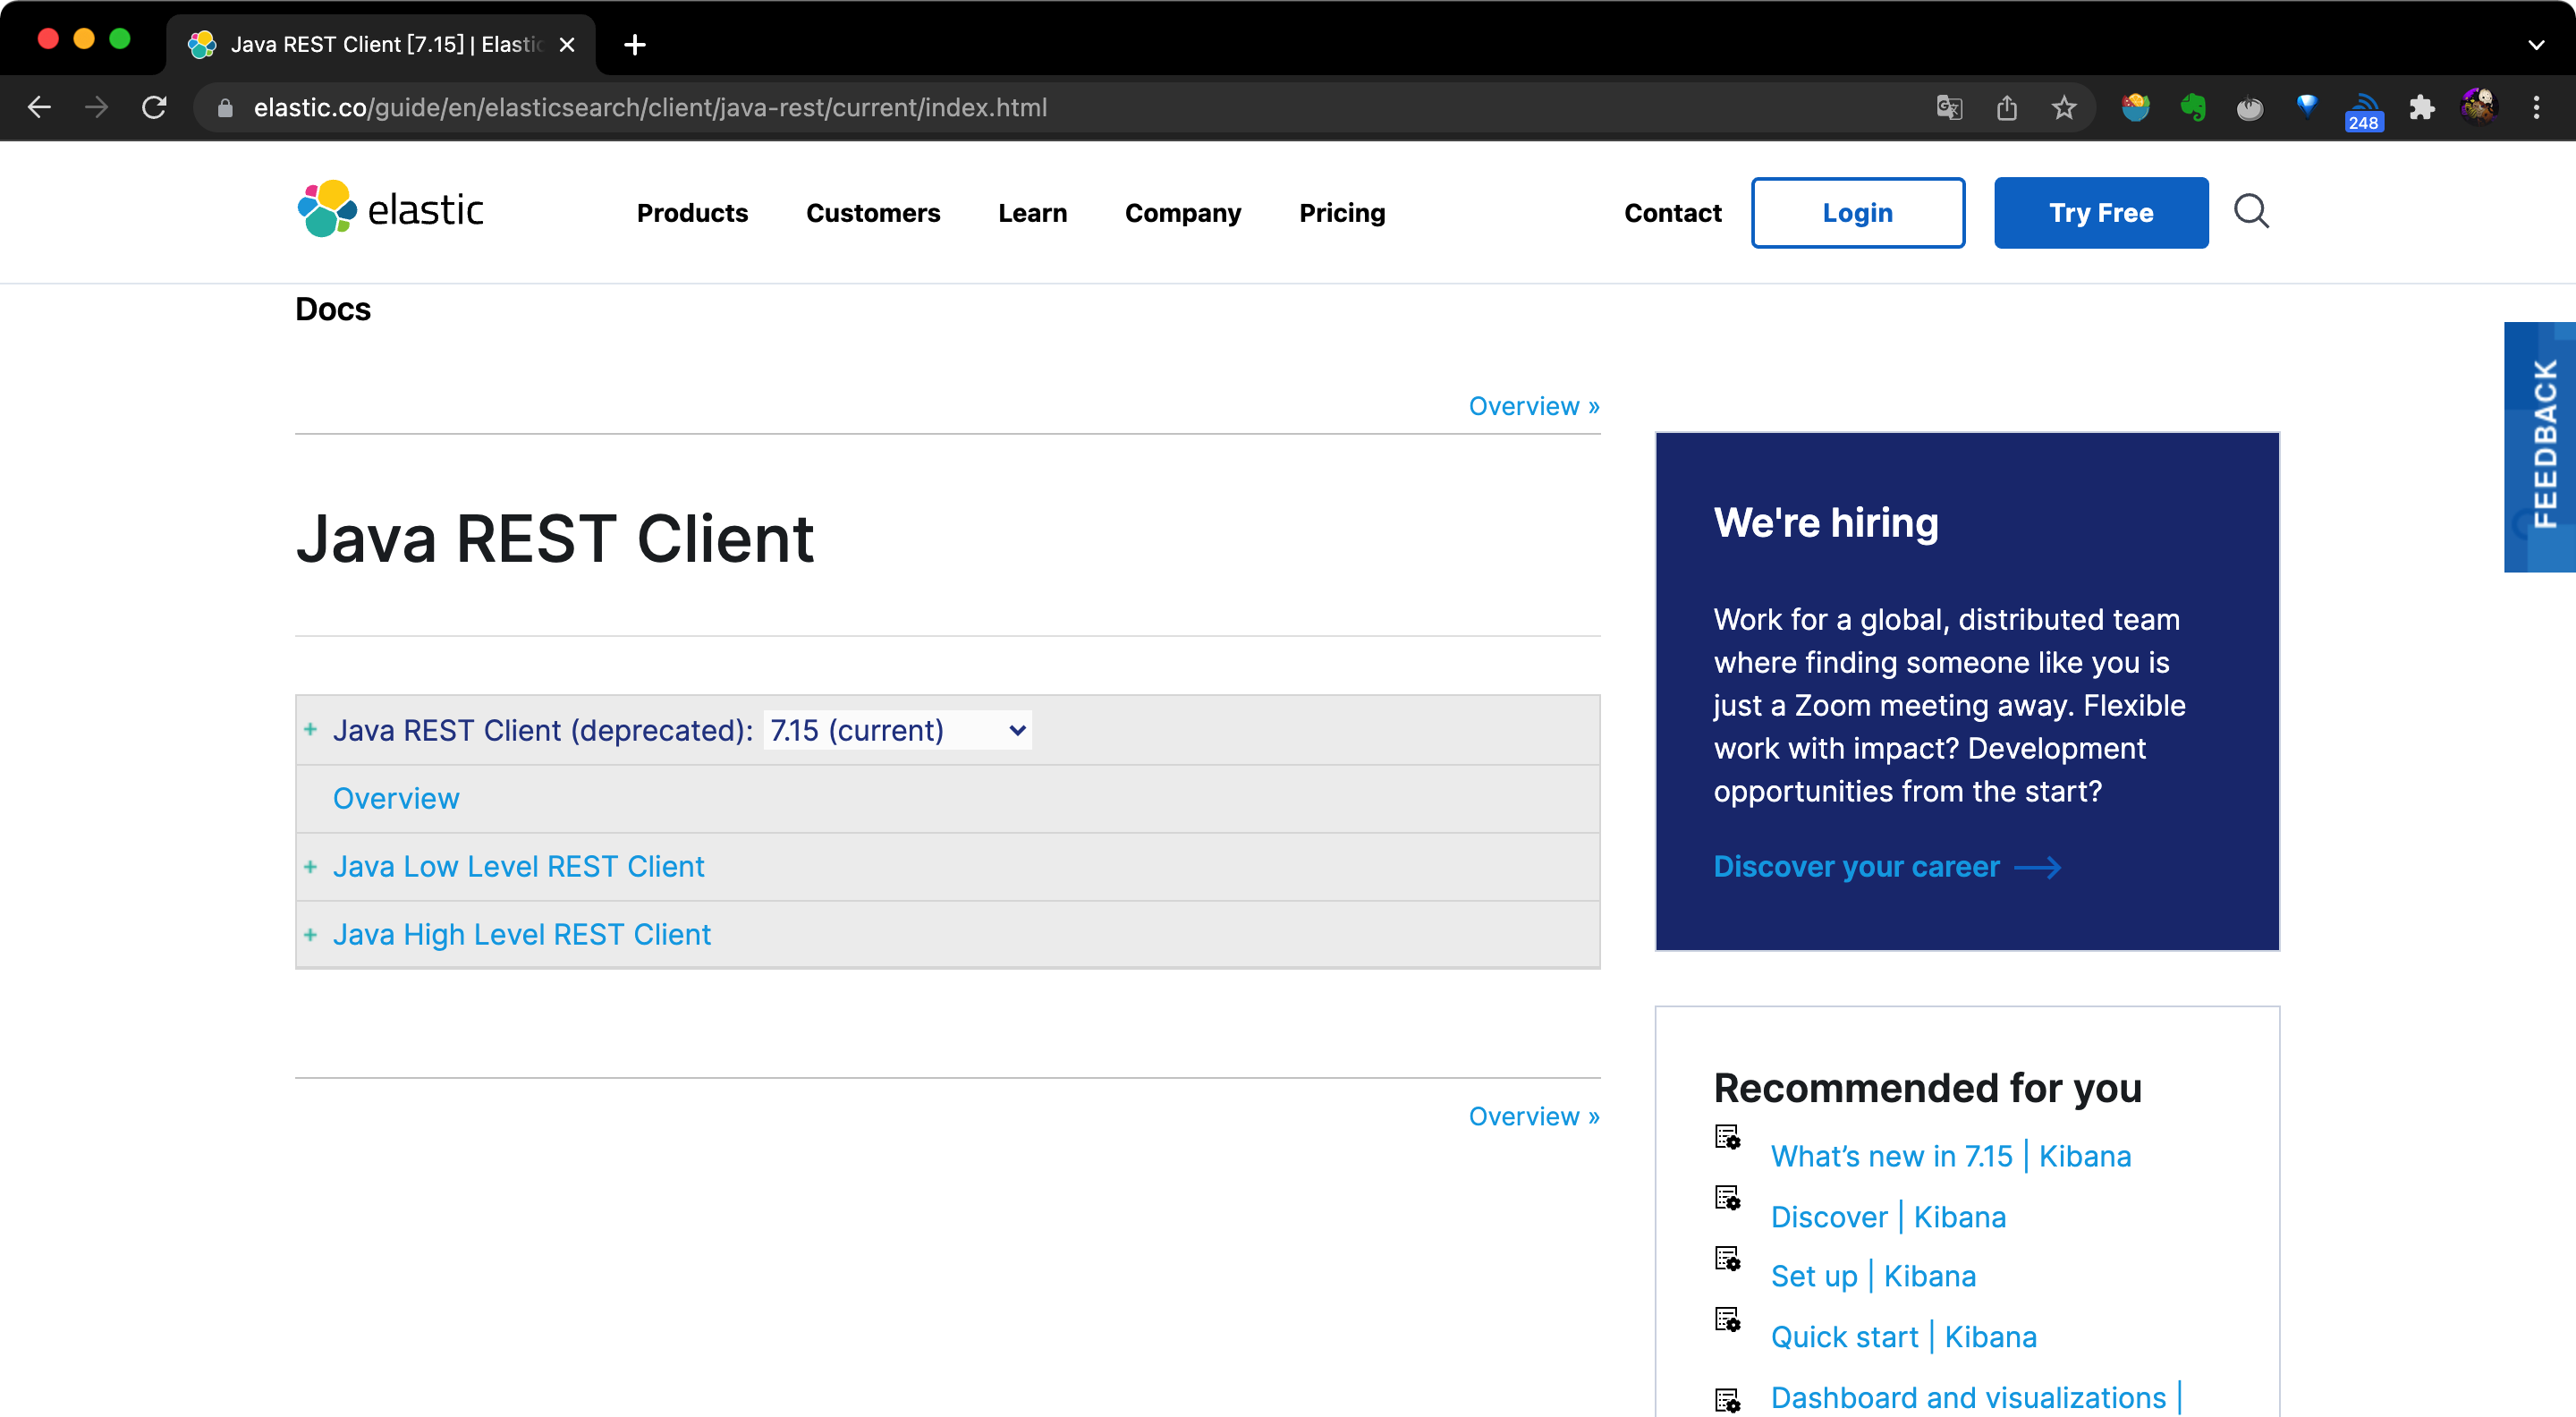 Java REST Client [7.15] | Elastic
elastic.co/guide/en/elasticsearch/client/java-rest/current/index.html
248
elastic
Products
Customers
Learn
Company
Pricing
Contact
Login
Try Free
Docs
FEEDBACK
Overview »
Java REST Client
Java REST Client (deprecated): 7.15 (current)
Overview
Java Low Level REST Client
Java High Level REST Client
Overview »
We're hiring
Work for a global, distributed team
where finding someone like you is
just a Zoom meeting away. Flexible
work with impact? Development
opportunities from the start?
Discover your career
Recommended for you
What's new in 7.15 | Kibana
Discover | Kibana
Set up | Kibana
Quick start | Kibana
Dashboard and visualizations |